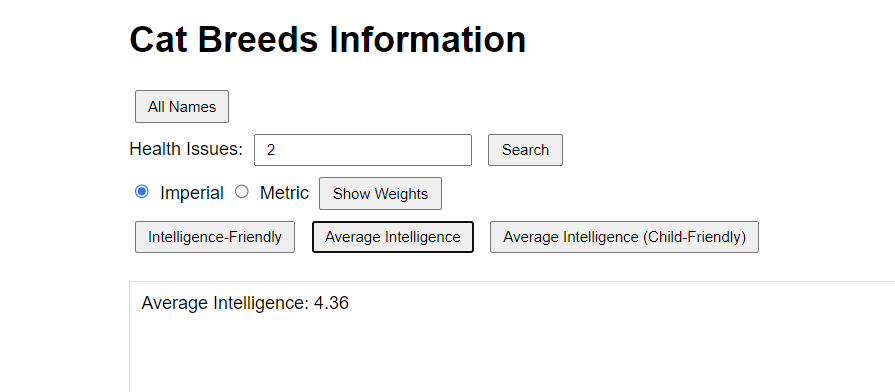 Cat Breeds Information
All Names
Health Issues: 2 Search
Imperial Metric Show Weights
Intelligence-Friendly Average Intelligence Average Intelligence (Child-Friendly)
Average Intelligence: 4.36